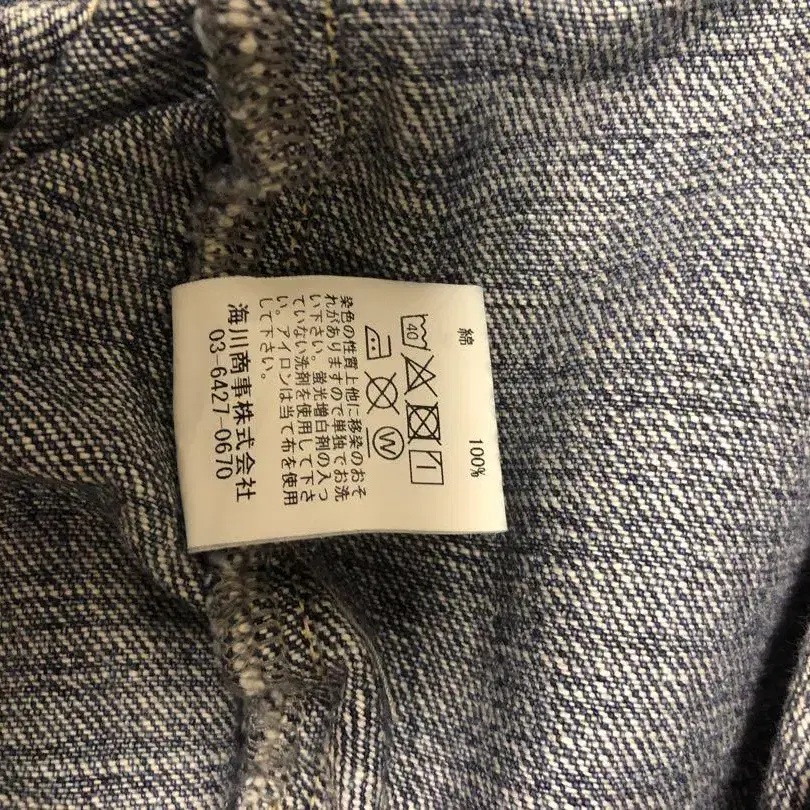 綿 100%
40
W
染色の性質上他に移染のおそ
れがありますので単独でお洗
い下さい。蛍光増白剤の入っ
ていない洗剤を使用して下さ
い。アイロンは当て布を使用
して下さい。
海川商事株式会社
03-6427-0670